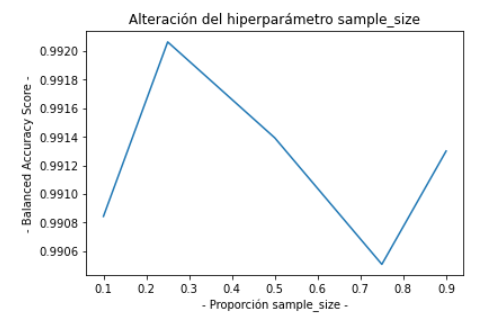 Alteración del hiperparámetro sample_size
- Balanced Accuracy Score -
0.9920
0.9918
0.9916
0.9914
0.9912
0.9910
0.9908
0.9906
0.1 0.2 0.3 0.4 0.5 0.6 0.7 0.8 0.9
- Proporción sample_size -